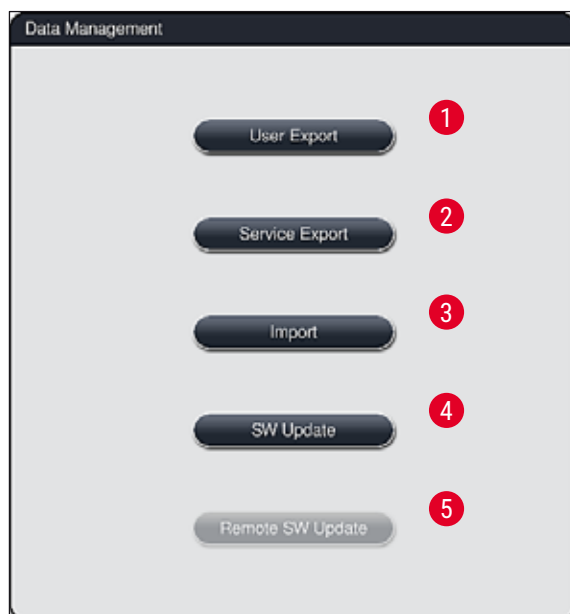 Data Management
User Export
1
Service Export
2
Import
3
SW Update
4
Remote SW Update
5